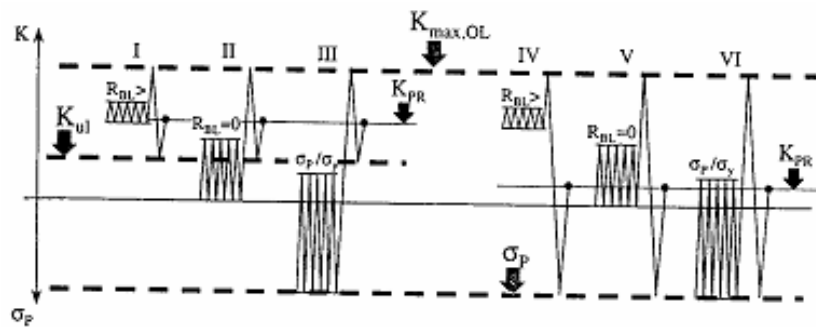 K
I
II
III
K_max,OL
IV
V
VI
R_BL>
K_PR
R_BL>
K_ul
R_BL=0
R_BL=0
σ_P/σ_y
σ_P/σ_y
K_PR
σ_P
σ_P